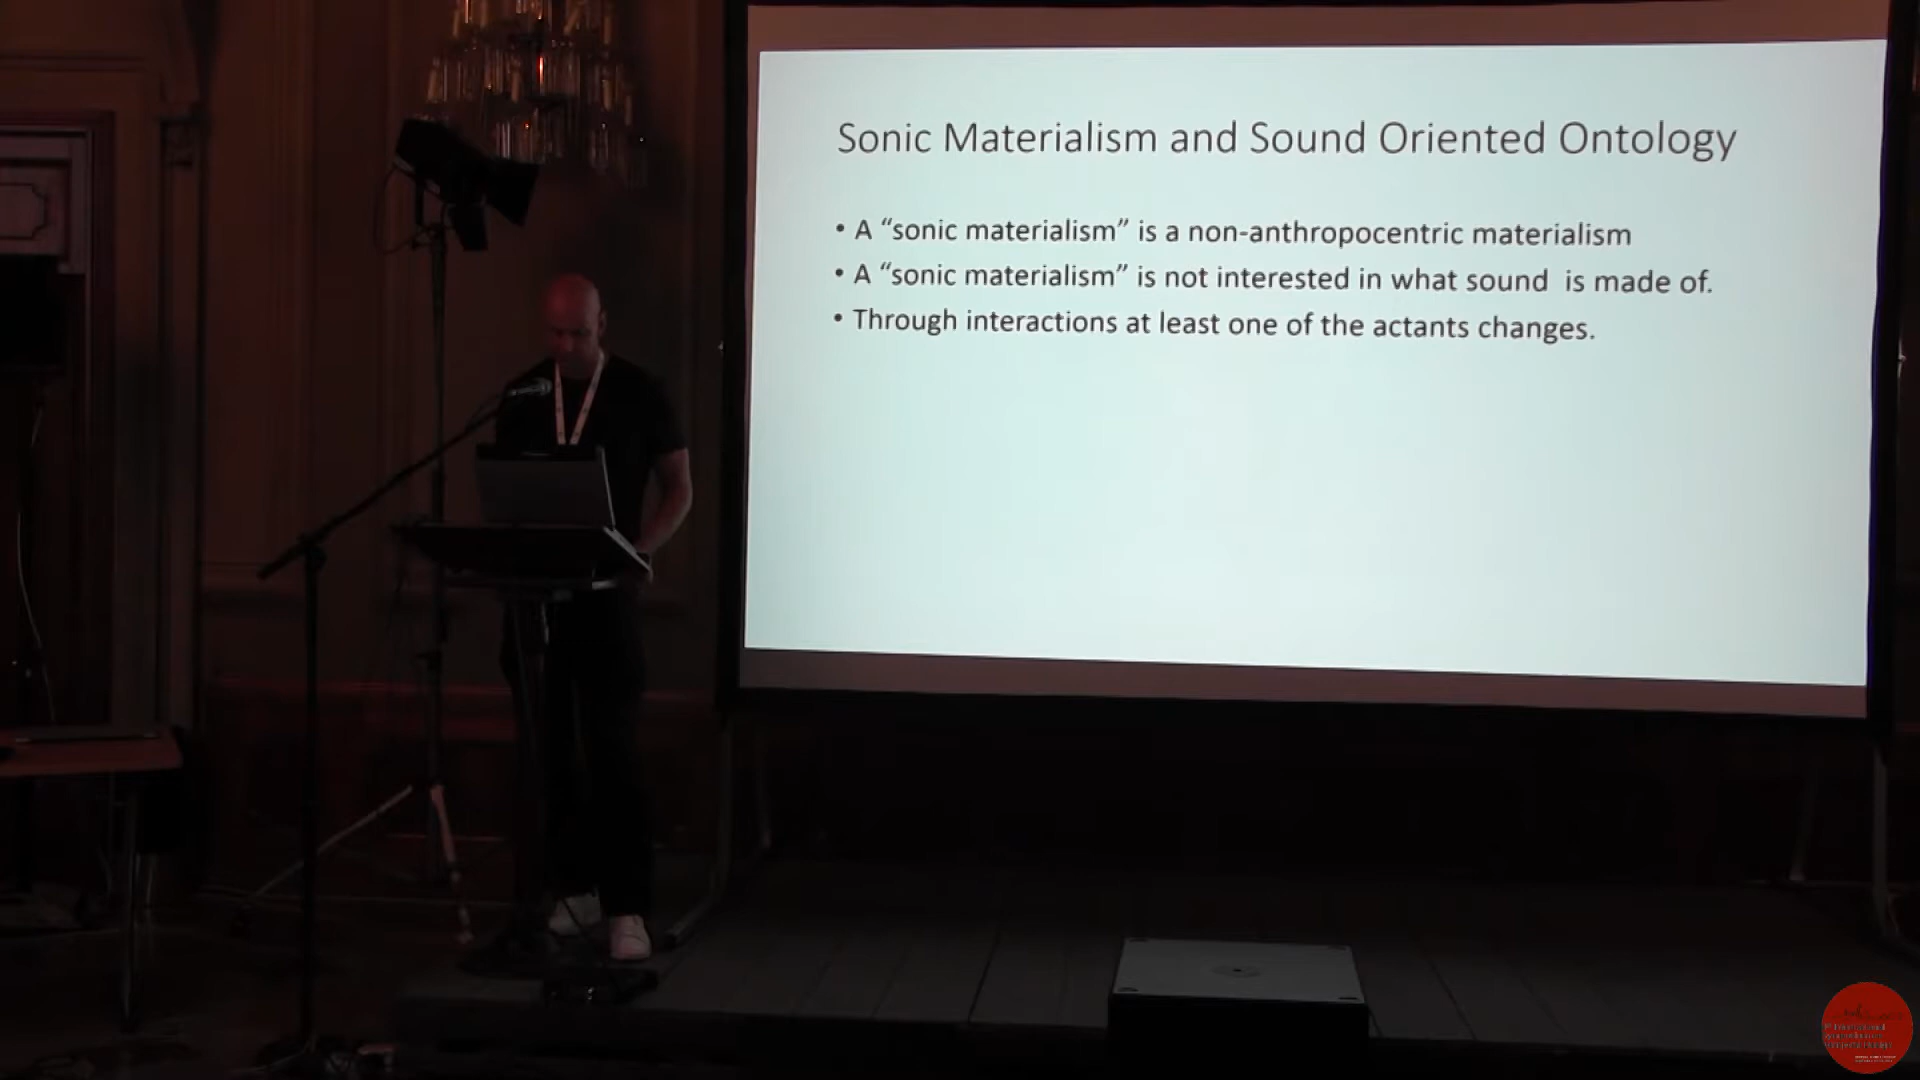 Sonic Materialism and Sound Oriented Ontology
• A “sonic materialism” is a non-anthropocentric materialism
• A “sonic materialism” is not interested in what sound  is made of.
• Through interactions at least one of the actants changes.